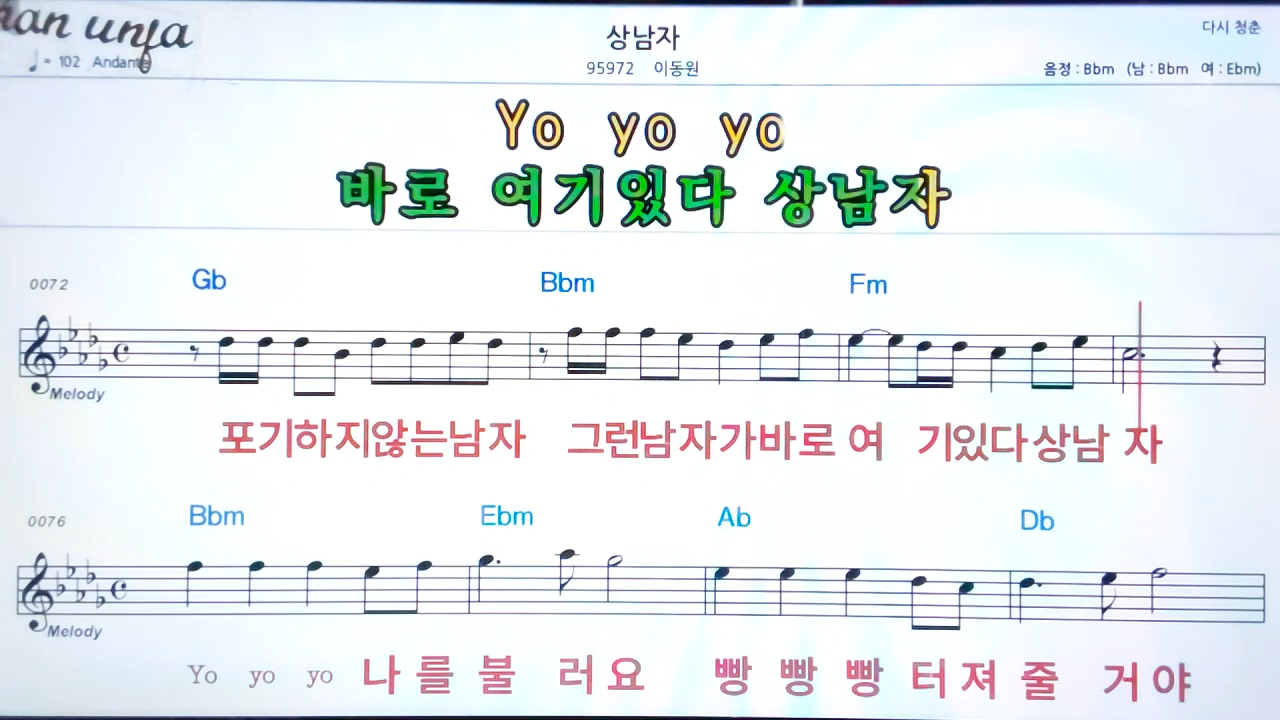 han unfa
상남자
다시 청춘
♩= 102 Andante
95972 이동원
음정 : Bbm (남 : Bbm 여 : Ebm)
Yo yo yo
바로 여기있다 상남자
0072 Gb Bbm Fm
Melody
포기하지않는남자 그런남자가바로 여 기있다상남 자
0076 Bbm Ebm Ab Db
Melody
Yo yo yo 나 를 불 러요 빵 빵 빵 터 져 줄 거 야